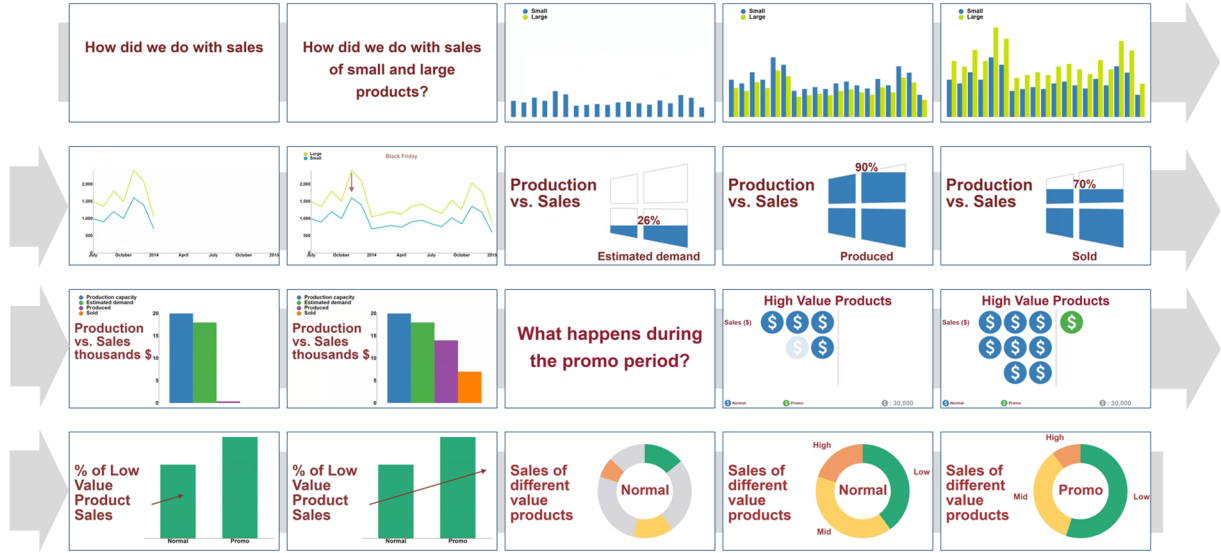 How did we do with sales
How did we do with sales
of small and large
products?
Small
Large
Small
Large
Small
Large
2,000
1,500
1,000
500
0
July
October
2014
April
July
October
2015
Large
Small
Black Friday
2,000
1,500
1,000
500
0
July
October
2014
April
July
October
2015
Production
vs. Sales
26%
Estimated demand
Production
vs. Sales
90%
Produced
Production
vs. Sales
70%
Sold
Production capacity
Estimated demand
Produced
Sold
Production
vs. Sales
thousands $
20
15
10
5
0
Production capacity
Estimated demand
Produced
Sold
Production
vs. Sales
thousands $
20
15
10
5
0
What happens during
the promo period?
High Value Products
Sales ($)
$ $ $
$ $
$ Normal
$ Promo
$ : 30,000
High Value Products
Sales ($)
$ $ $ $
$ $ $
$ $
$ Normal
$ Promo
$ : 30,000
% of Low
Value
Product
Sales
Normal
Promo
% of Low
Value
Product
Sales
Normal
Promo
Sales of
different
value
products
Normal
Sales of
different
value
products
High
Low
Normal
Mid
Sales of
different
value
products
High
Promo
Mid
Low